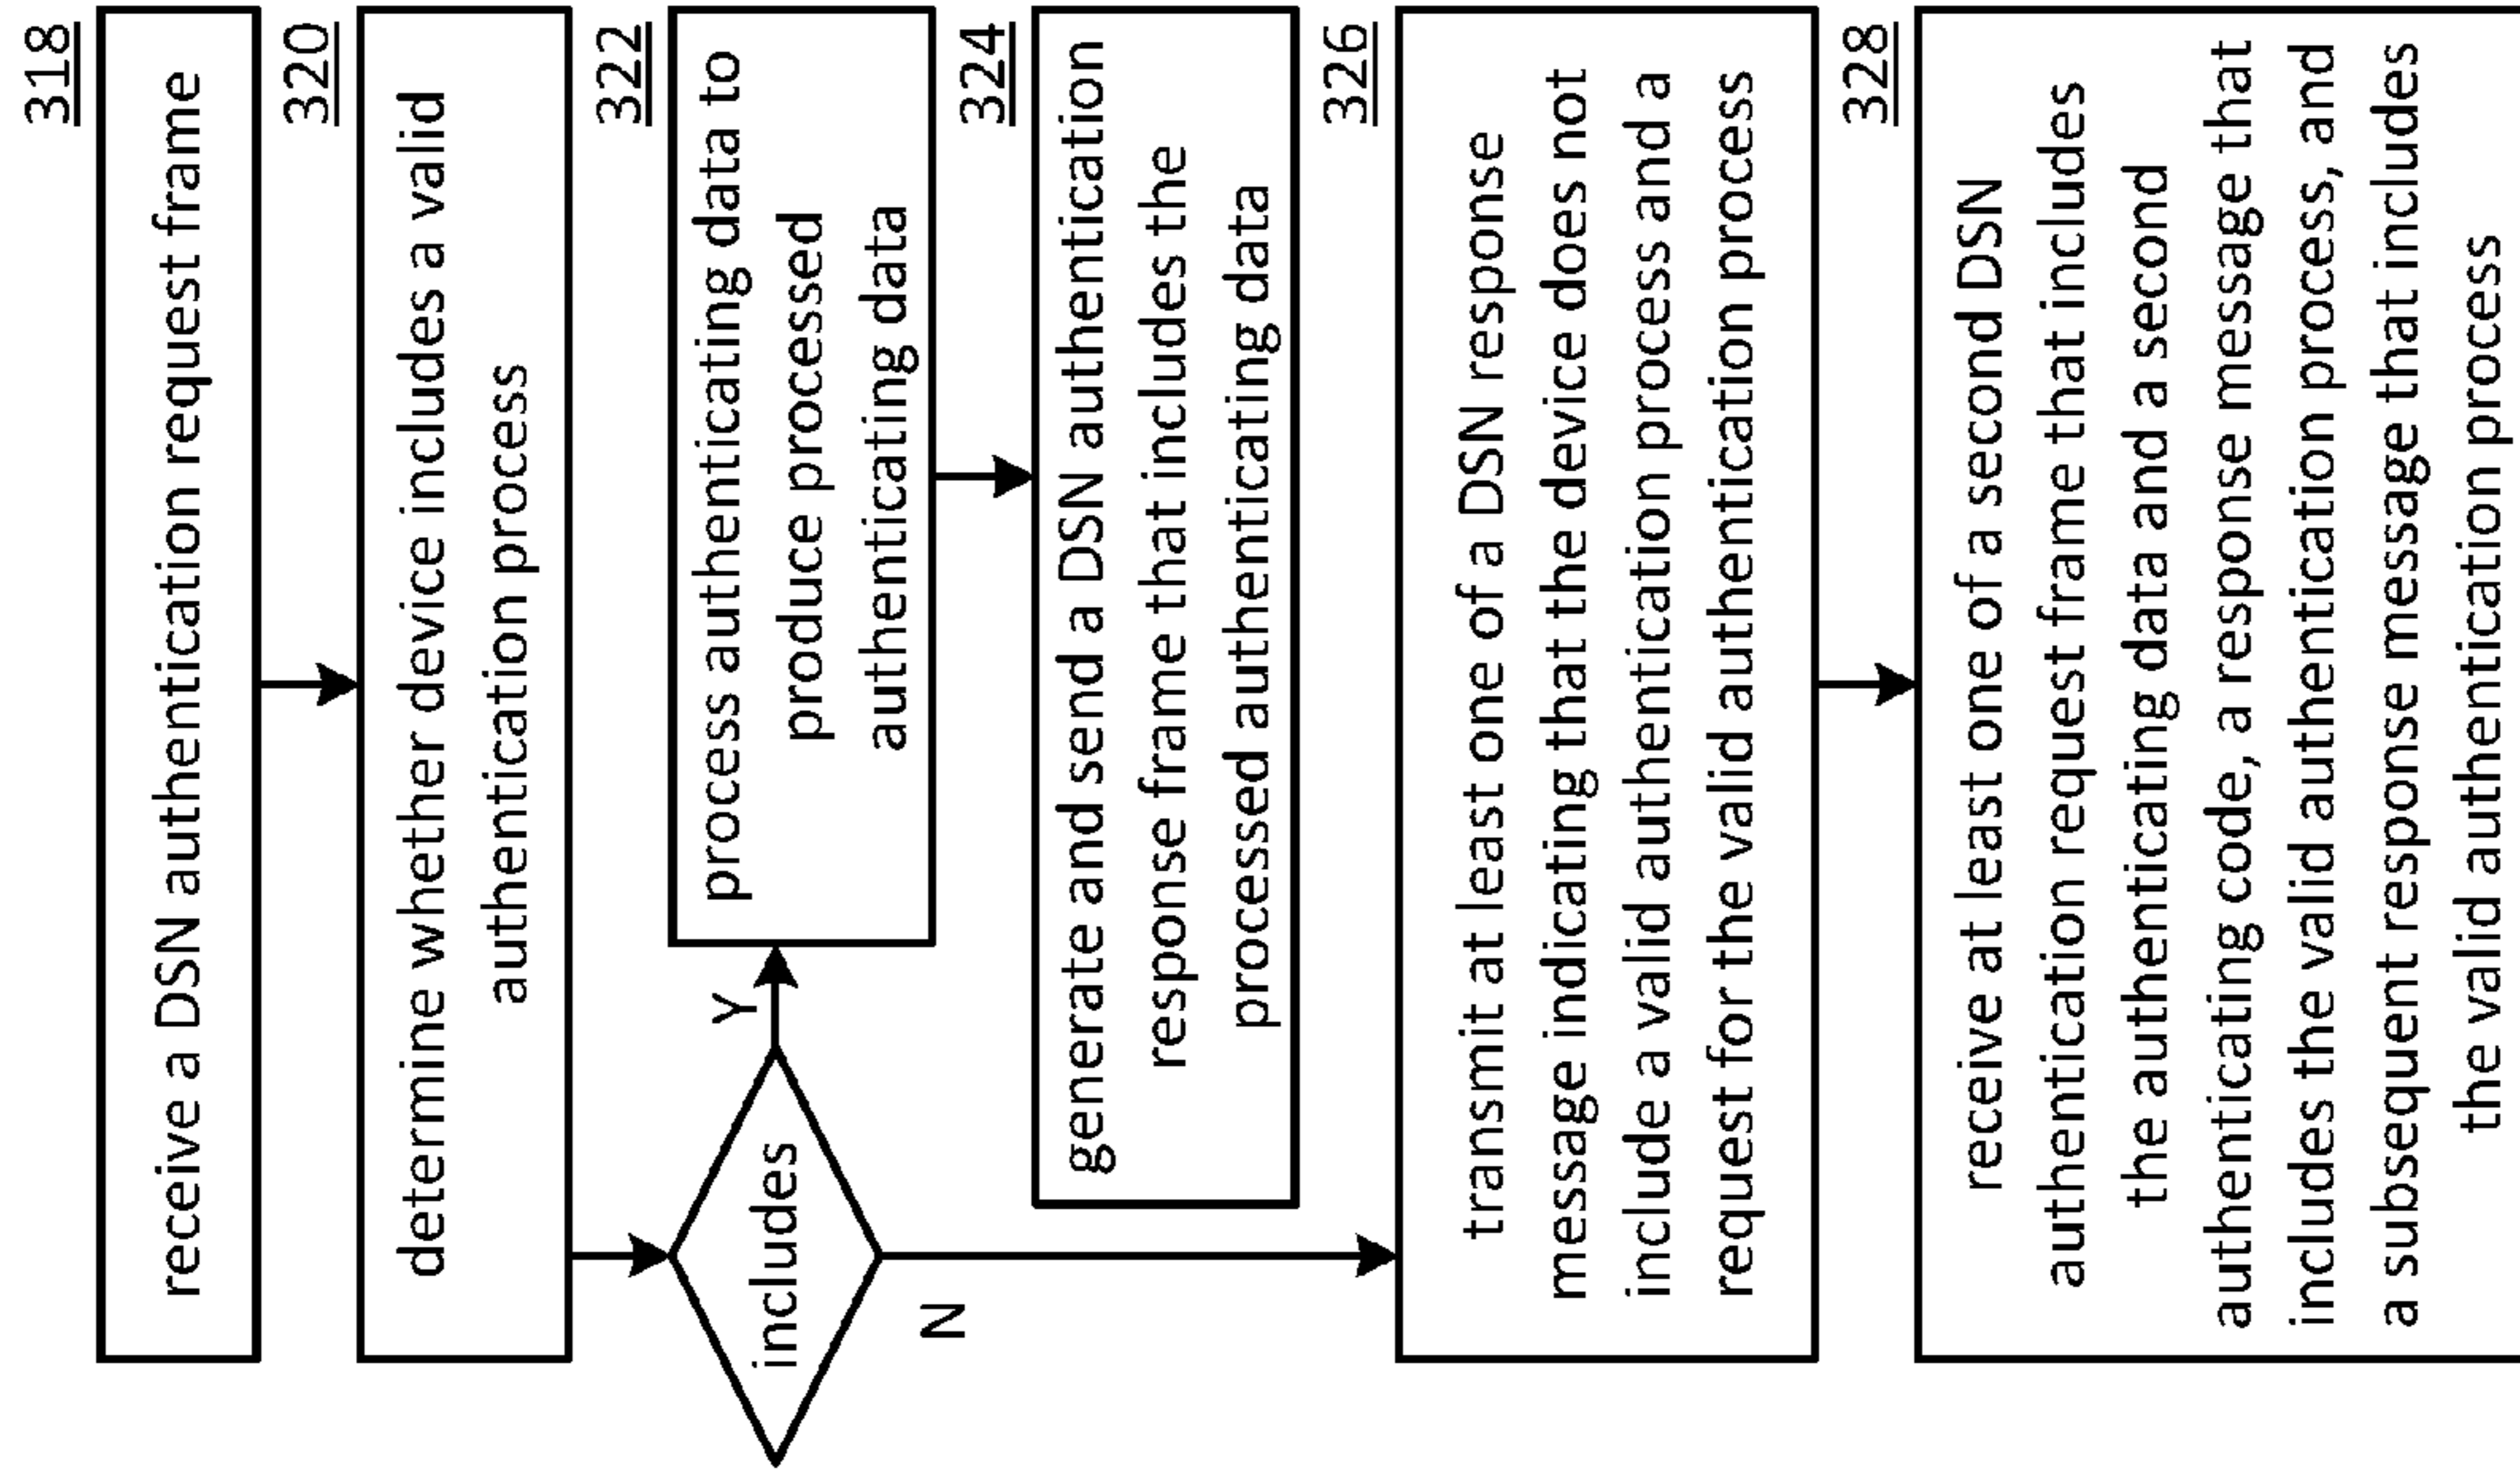 318
receive a DSN authentication request frame
320
determine whether device includes a valid
authentication process
322
process authenticating data to
produce processed
authenticating data
includes
Y
N
324
generate and send a DSN authentication
response frame that includes the
processed authenticating data
326
transmit at least one of a DSN response
message indicating that the device does not
include a valid authentication process and a
request for the valid authentication process
328
receive at least one of a second DSN
authentication request frame that includes
the authenticating data and a second
authenticating code, a response message that
includes the valid authentication process, and
a subsequent response message that includes
the valid authentication process